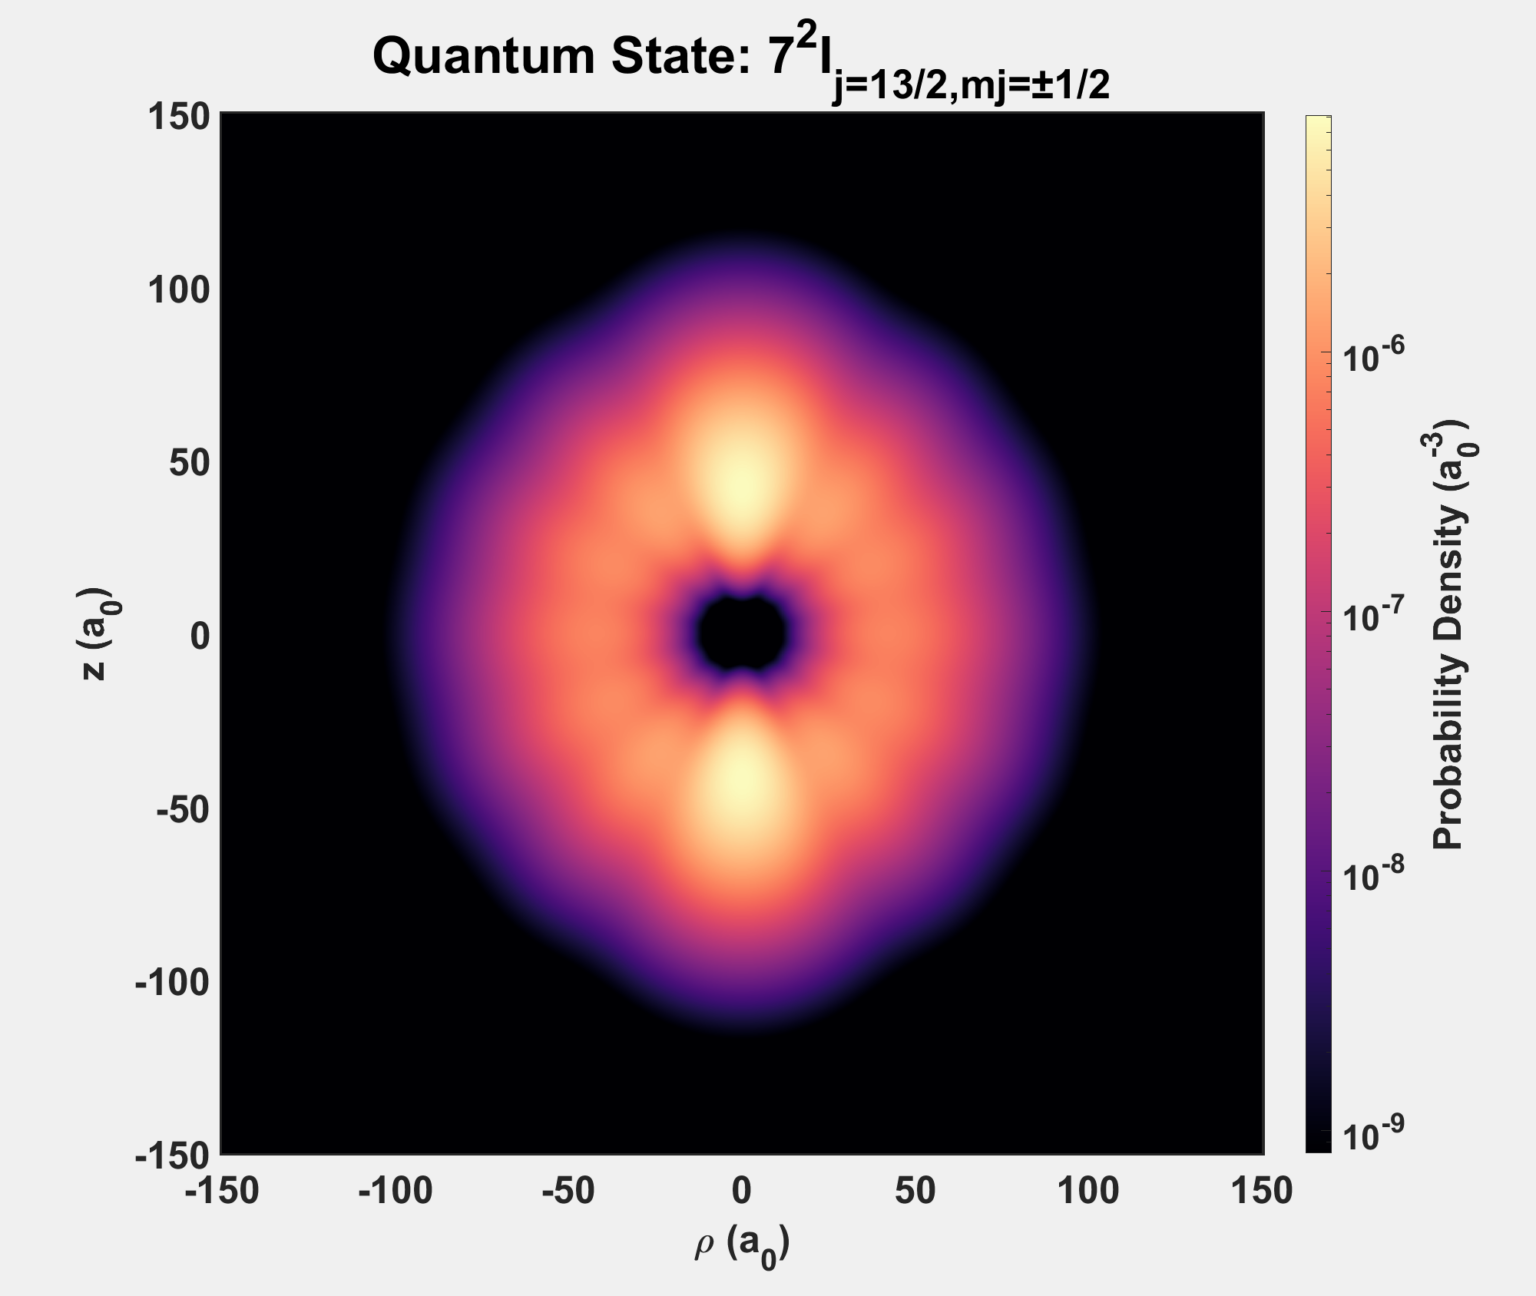 Quantum State: 7²I_j=13/2,mj=±1/2
150
100
50
0
-50
-100
-150
z (a₀)
-150 -100 -50 0 50 100 150
ρ (a₀)
10⁻⁶
10⁻⁷
10⁻⁸
10⁻⁹
Probability Density (a₀⁻³)